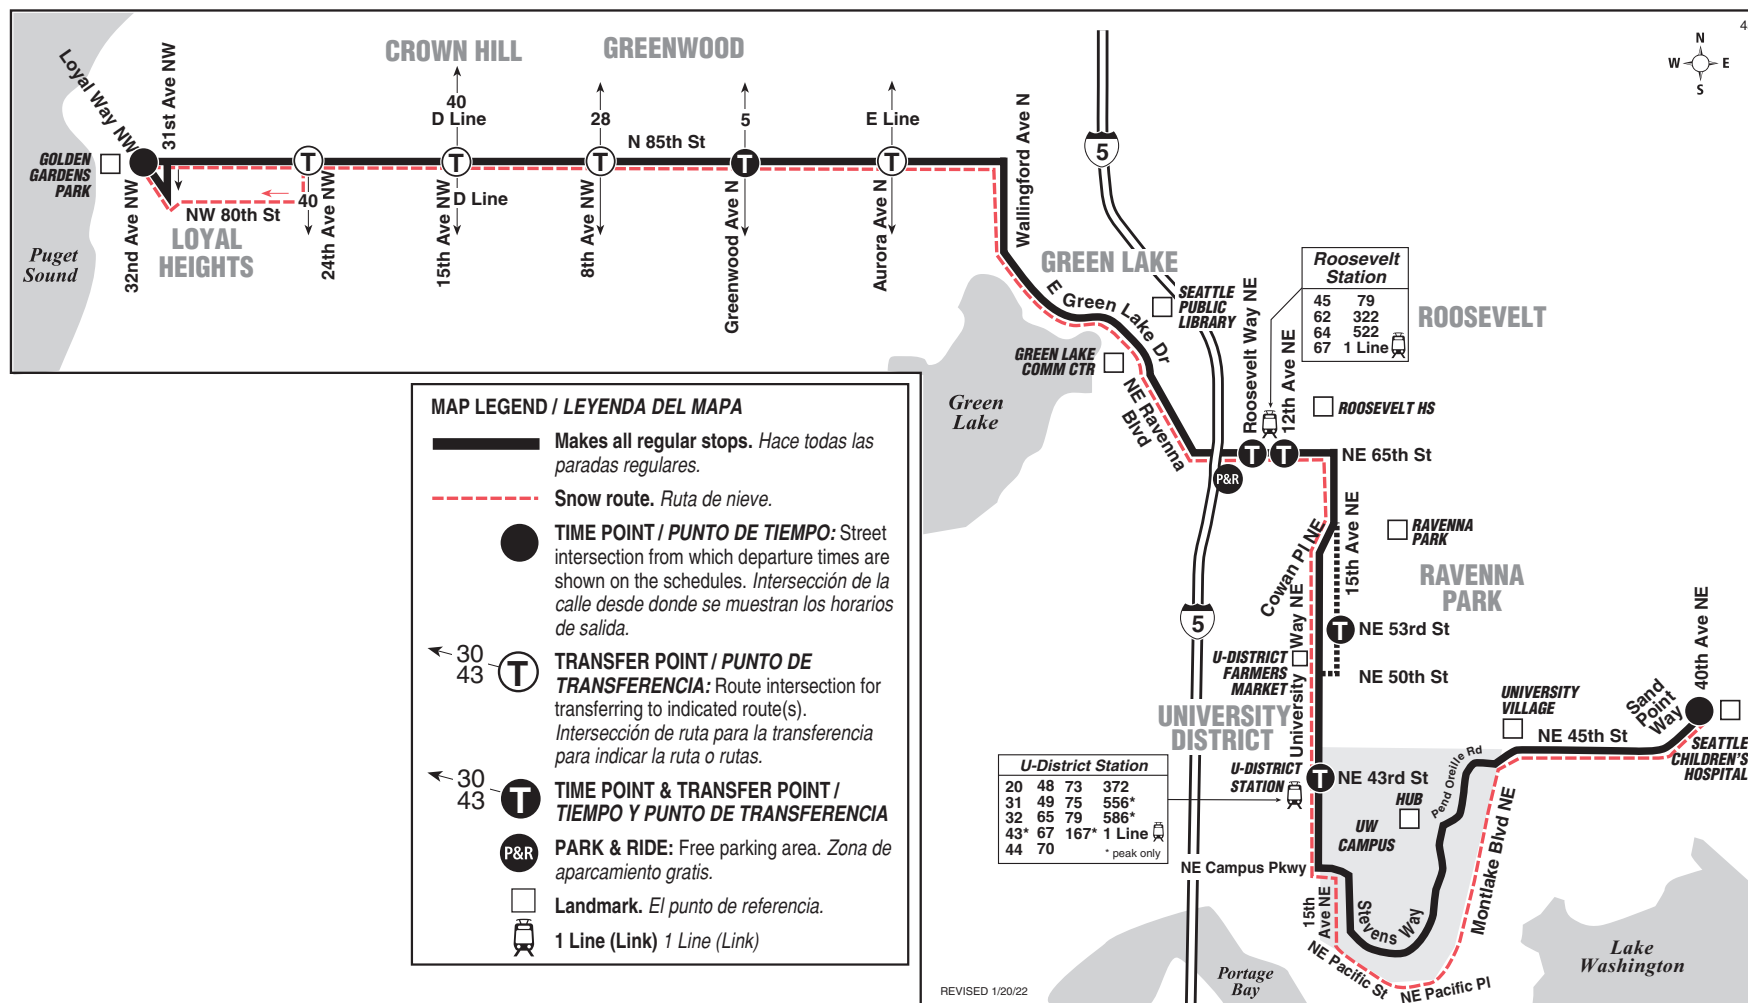 4
N
W E
S
CROWN HILL
GREENWOOD
Loyal Way NW
31st Ave NW
40
D Line
28
5
E Line
N 85th St
Wallingford Ave N
5
GOLDEN
GARDENS
PARK
T
T
T
T
T
40
D Line
NW 80th St
LOYAL
HEIGHTS
Puget
Sound
32nd Ave NW
24th Ave NW
15th Ave NW
8th Ave NW
Greenwood Ave N
Aurora Ave N
GREEN LAKE
E Green Lake Dr
SEATTLE
PUBLIC
LIBRARY
GREEN LAKE
COMM CTR
Green
Lake
NE Ravenna
Blvd
Roosevelt Way NE
12th Ave NE
Roosevelt
Station
45 79
62 322
64 522
67 1 Line
ROOSEVELT
ROOSEVELT HS
T
T
NE 65th St
P&R
15th Ave NE
Cowan Pl NE
RAVENNA
PARK
RAVENNA
PARK
5
T
NE 53rd St
NE 50th St
University Way NE
U-DISTRICT
FARMERS
MARKET
UNIVERSITY
DISTRICT
UNIVERSITY
VILLAGE
NE 45th St
Sand
Point
Way
40th Ave NE
SEATTLE
CHILDREN'S
HOSPITAL
U-District Station
20 48 73 372
31 49 75 556*
32 65 79 586*
43* 67 167* 1 Line
44 70 * peak only
U-DISTRICT
STATION
T
NE 43rd St
HUB
UW
CAMPUS
Pend Oreille Rd
Montlake Blvd NE
NE Campus Pkwy
15th
Ave NE
Stevens Way
NE Pacific St
NE Pacific Pl
Portage
Bay
Lake
Washington
MAP LEGEND / LEYENDA DEL MAPA
Makes all regular stops. Hace todas las
paradas regulares.
Snow route. Ruta de nieve.
TIME POINT / PUNTO DE TIEMPO: Street
intersection from which departure times are
shown on the schedules. Intersección de la
calle desde donde se muestran los horarios
de salida.
30
43
T
TRANSFER POINT / PUNTO DE
TRANSFERENCIA: Route intersection for
transferring to indicated route(s).
Intersección de ruta para la transferencia
para indicar la ruta o rutas.
30
43
T
TIME POINT & TRANSFER POINT /
TIEMPO Y PUNTO DE TRANSFERENCIA
P&R
PARK & RIDE: Free parking area. Zona de
aparcamiento gratis.
Landmark. El punto de referencia.
1 Line (Link) 1 Line (Link)
REVISED 1/20/22